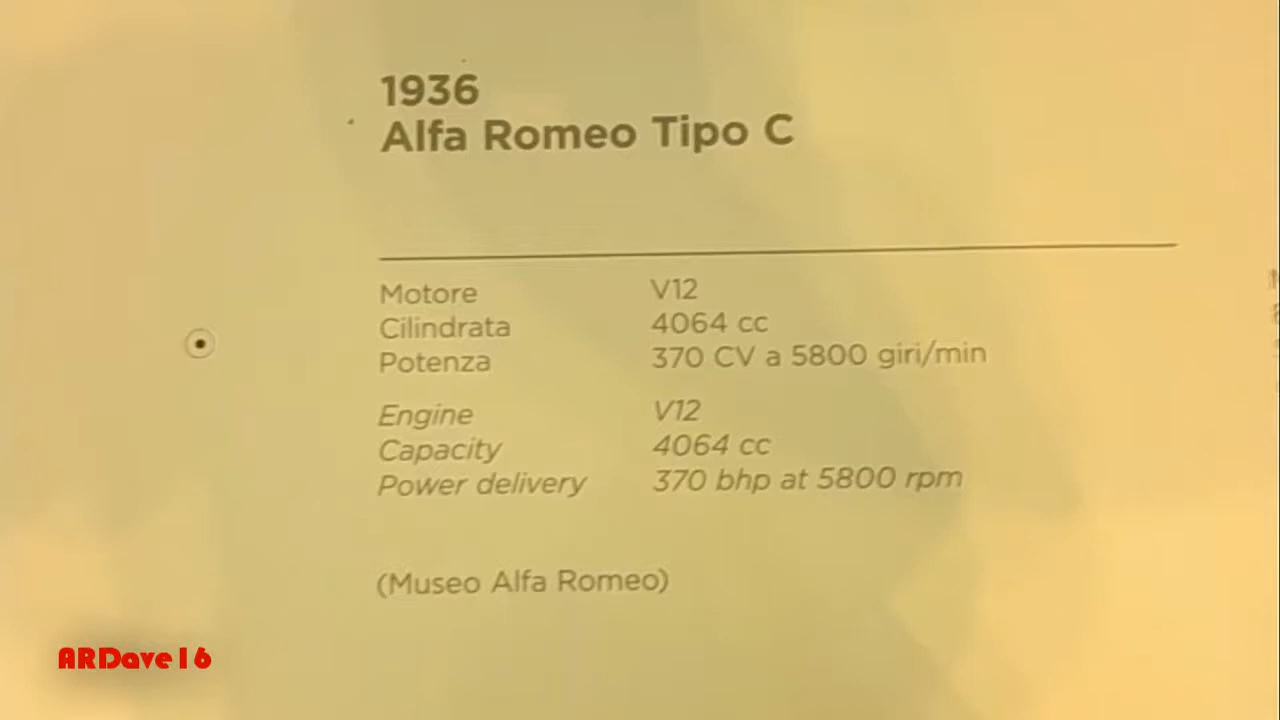 1936
Alfa Romeo Tipo C
Motore V12
Cilindrata 4064 cc
Potenza 370 CV a 5800 giri/min
Engine V12
Capacity 4064 cc
Power delivery 370 bhp at 5800 rpm
(Museo Alfa Romeo)
ARDave16